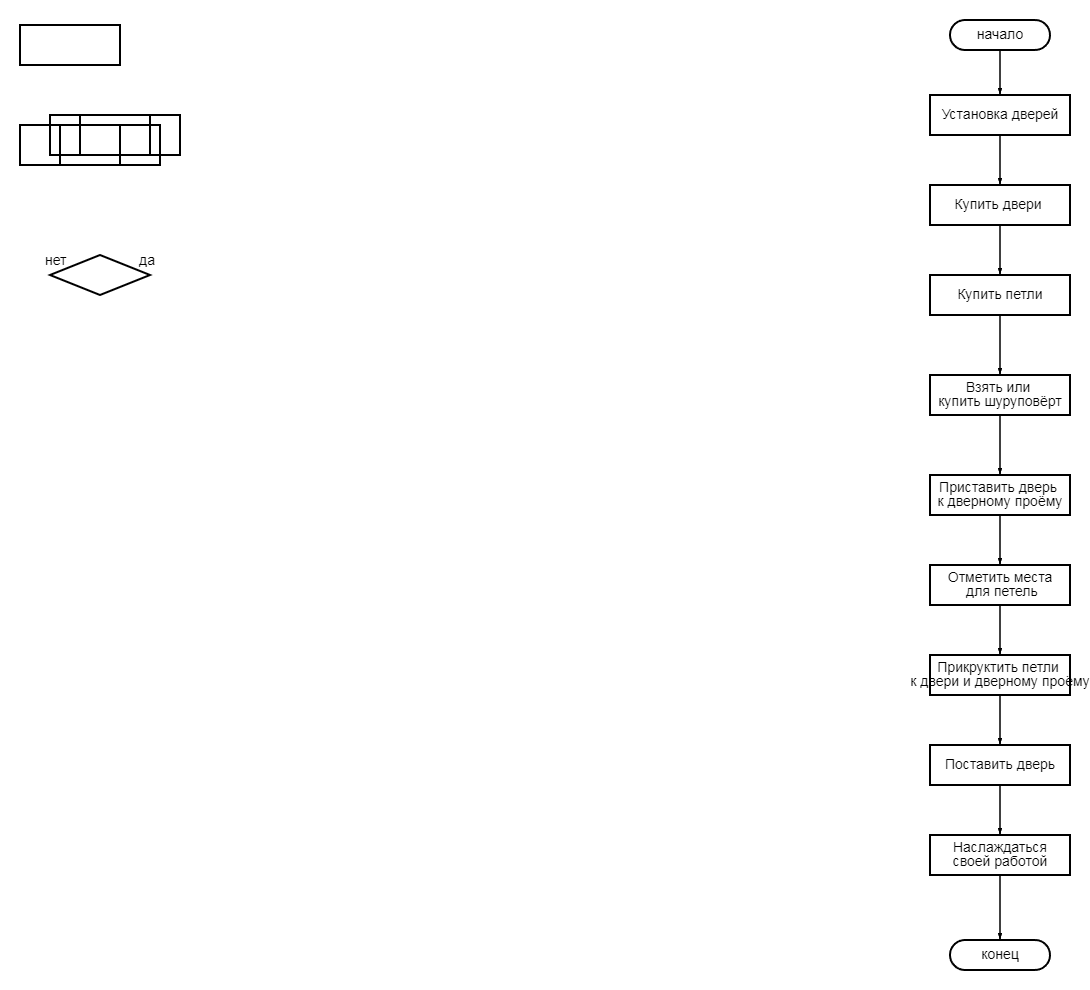 начало
Установка дверей
Купить двери
Купить петли
Взять или
купить шуруповёрт
Приставить дверь
к дверному проёму
нет
да
Отметить места
для петель
Прикруктить петли
к двери и дверному проёму
Поставить дверь
Наслаждаться
своей работой
конец